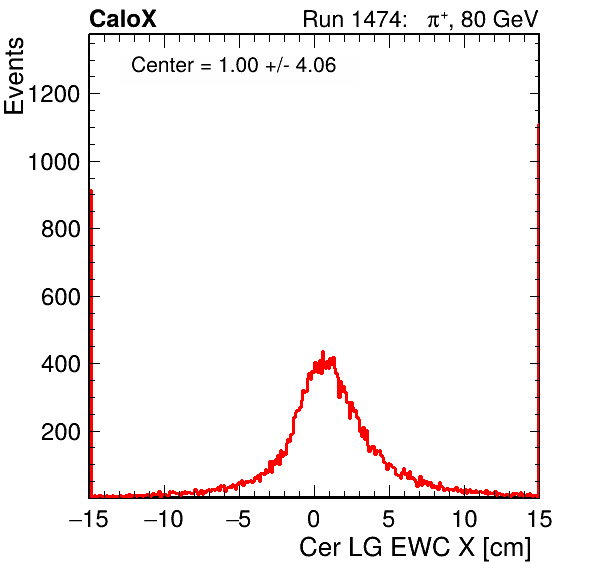 CaloX Run 1474: π⁺, 80 GeV
Center = 1.00 +/- 4.06
Events
1200
1000
800
600
400
200
−15 −10 −5 0 5 10 15
Cer LG EWC X [cm]